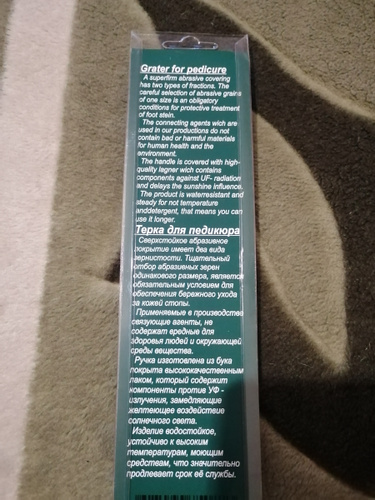 Grater for pedicure
A superfirm abrasive covering
has two types of fractions. The
careful selection of abrasive grains
of one size is an obligatory
conditions for protective treatment
of foot stein.
The connecting agents wich are
used in our productions do not
contain bad or harmful materials
for human health and the
environment.
The handle is covered with high-
quality lagner wich contains
components against UF- radiation
and delays the sunshine influence.
The product is waterresistant and
steady for not temperature
anddetergent, that means you can
use it longer.
Терка для педикюра
Сверхстойкое абразивное
покрытие имеет два вида
зернистости. Тщательный
отбор абразивных зерен
одинакового размера, является
обязательным условием для
обеспечения бережного ухода
за кожей стопы.
Применяемые в производстве
связующие агенты, не
содержат вредные для
здоровья людей и окружающей
среды вещества.
Ручка изготовлена из бука
покрыта высококачественным
лаком, который содержит
компоненты против УФ -
излучения, замедляющие
желтеющее воздействие
солнечного света.
Изделие водостойкое,
устойчиво к высоким
температурам, моющим
средствам, что значительно
продлевает срок её службы.